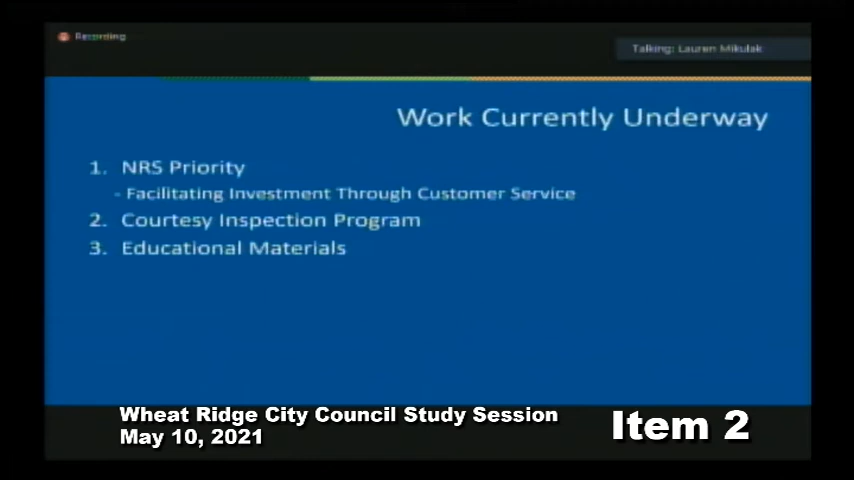 Recording
Talking: Lauren Mikulak
Work Currently Underway
1. NRS Priority
- Facilitating Investment Through Customer Service
2. Courtesy Inspection Program
3. Educational Materials
Wheat Ridge City Council Study Session
May 10, 2021
Item 2